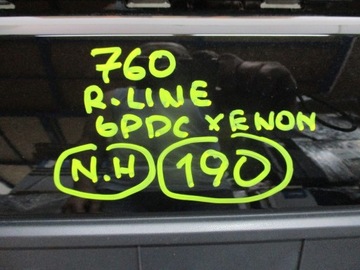 760
R.LINE
6PDC XENON
N.H 190